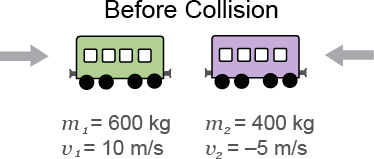 Before Collision
m₁ = 600 kg
v₁ = 10 m/s
m₂ = 400 kg
v₂ = –5 m/s